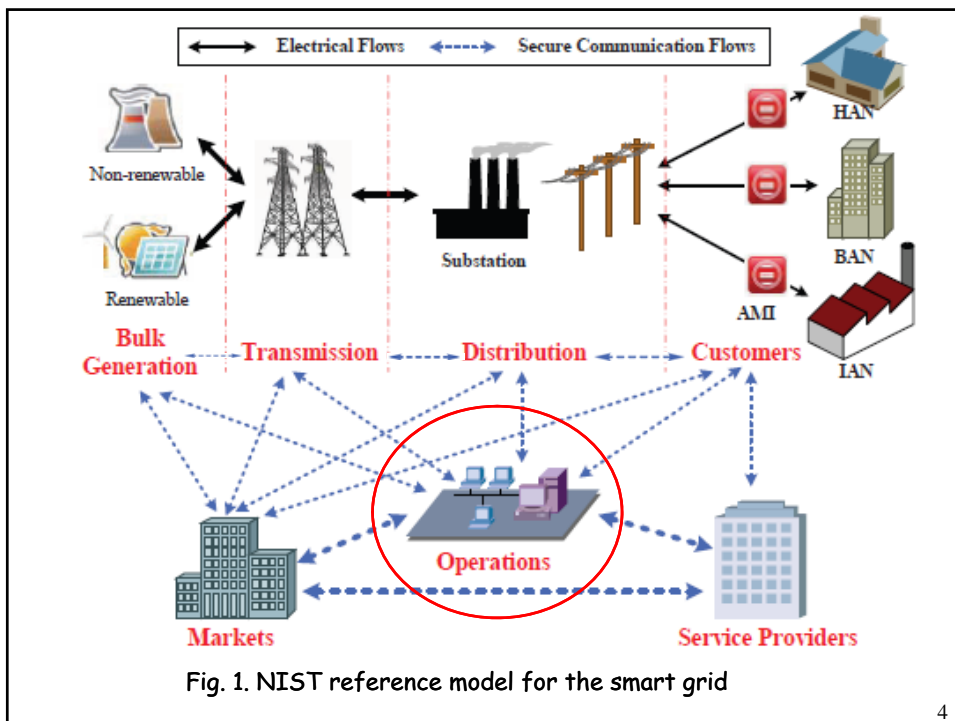 Electrical Flows
Secure Communication Flows
Non-renewable
Renewable
Substation
HAN
BAN
AMI
IAN
Bulk
Generation
Transmission
Distribution
Customers
Operations
Markets
Service Providers
Fig. 1. NIST reference model for the smart grid
4